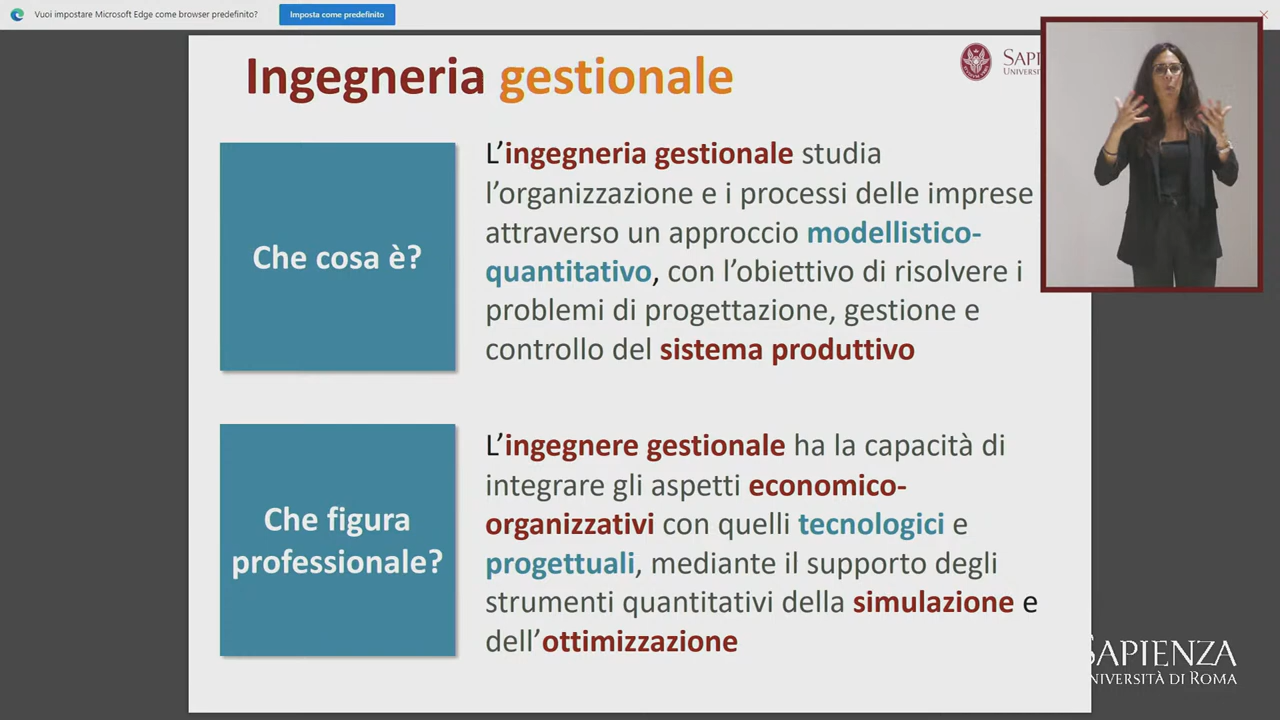 Vuoi impostare Microsoft Edge come browser predefinito?
Imposta come predefinito
Ingegneria gestionale
Che cosa è?
L’ingegneria gestionale studia
l’organizzazione e i processi delle imprese
attraverso un approccio modellistico-
quantitativo, con l’obiettivo di risolvere i
problemi di progettazione, gestione e
controllo del sistema produttivo
Che figura
professionale?
L’ingegnere gestionale ha la capacità di
integrare gli aspetti economico-
organizzativi con quelli tecnologici e
progettuali, mediante il supporto degli
strumenti quantitativi della simulazione e
dell’ottimizzazione
SAPIENZA
UNIVERSITÀ DI ROMA